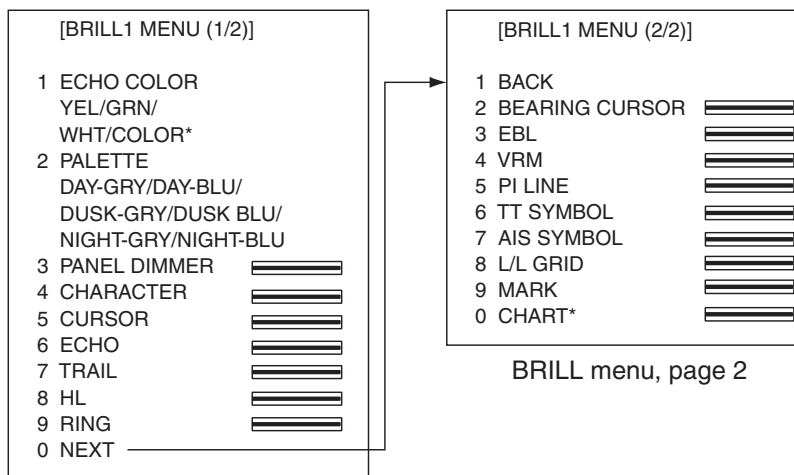 [BRILL1 MENU (1/2)]
1 ECHO COLOR
YEL/GRN/
WHT/COLOR*
2 PALETTE
DAY-GRY/DAY-BLU/
DUSK-GRY/DUSK BLU/
NIGHT-GRY/NIGHT-BLU
3 PANEL DIMMER
4 CHARACTER
5 CURSOR
6 ECHO
7 TRAIL
8 HL
9 RING
0 NEXT
[BRILL1 MENU (2/2)]
1 BACK
2 BEARING CURSOR
3 EBL
4 VRM
5 PI LINE
6 TT SYMBOL
7 AIS SYMBOL
8 L/L GRID
9 MARK
0 CHART*
BRILL menu, page 2